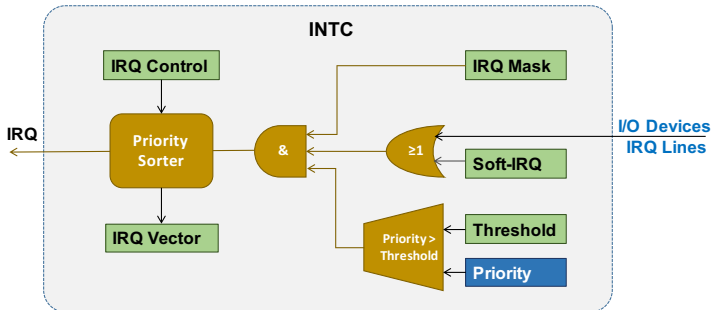 INTC
IRQ Control
IRQ Mask
IRQ
Priority
Sorter
&
≥1
I/O Devices
IRQ Lines
Soft-IRQ
IRQ Vector
Priority >
Threshold
Threshold
Priority